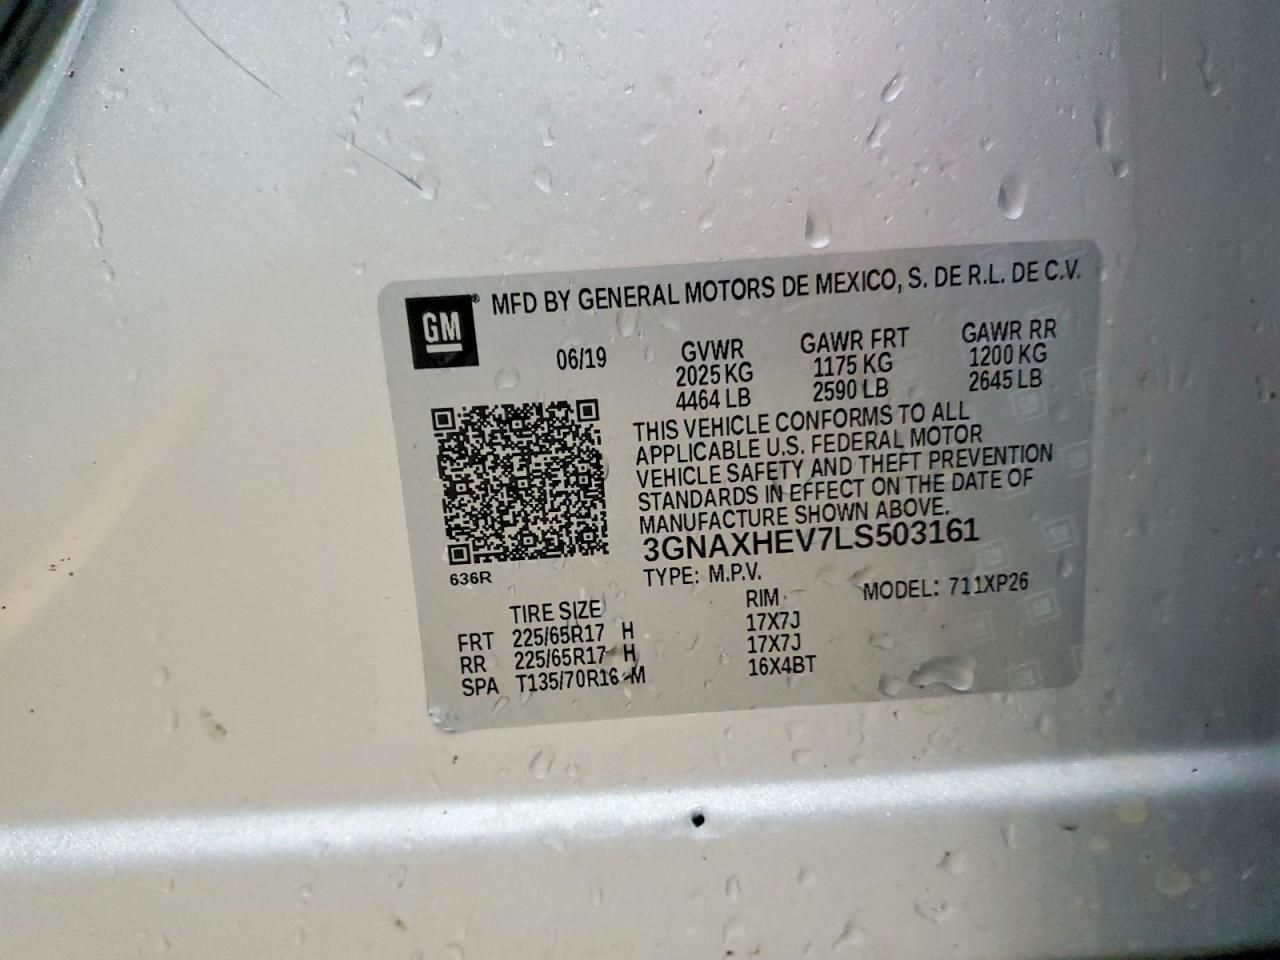 GM® MFD BY GENERAL MOTORS DE MEXICO, S. DE R.L. DE C.V.
06/19 GVWR GAWR FRT GAWR RR
2025 KG 1175 KG 1200 KG
4464 LB 2590 LB 2645 LB
THIS VEHICLE CONFORMS TO ALL
APPLICABLE U.S. FEDERAL MOTOR
VEHICLE SAFETY AND THEFT PREVENTION
STANDARDS IN EFFECT ON THE DATE OF
MANUFACTURE SHOWN ABOVE.
3GNAXHEV7LS503161
636R TYPE: M.P.V. MODEL: 711XP26
TIRE SIZE RIM
FRT 225/65R17 H 17X7J
RR 225/65R17 H 17X7J
SPA T135/70R16 M 16X4BT